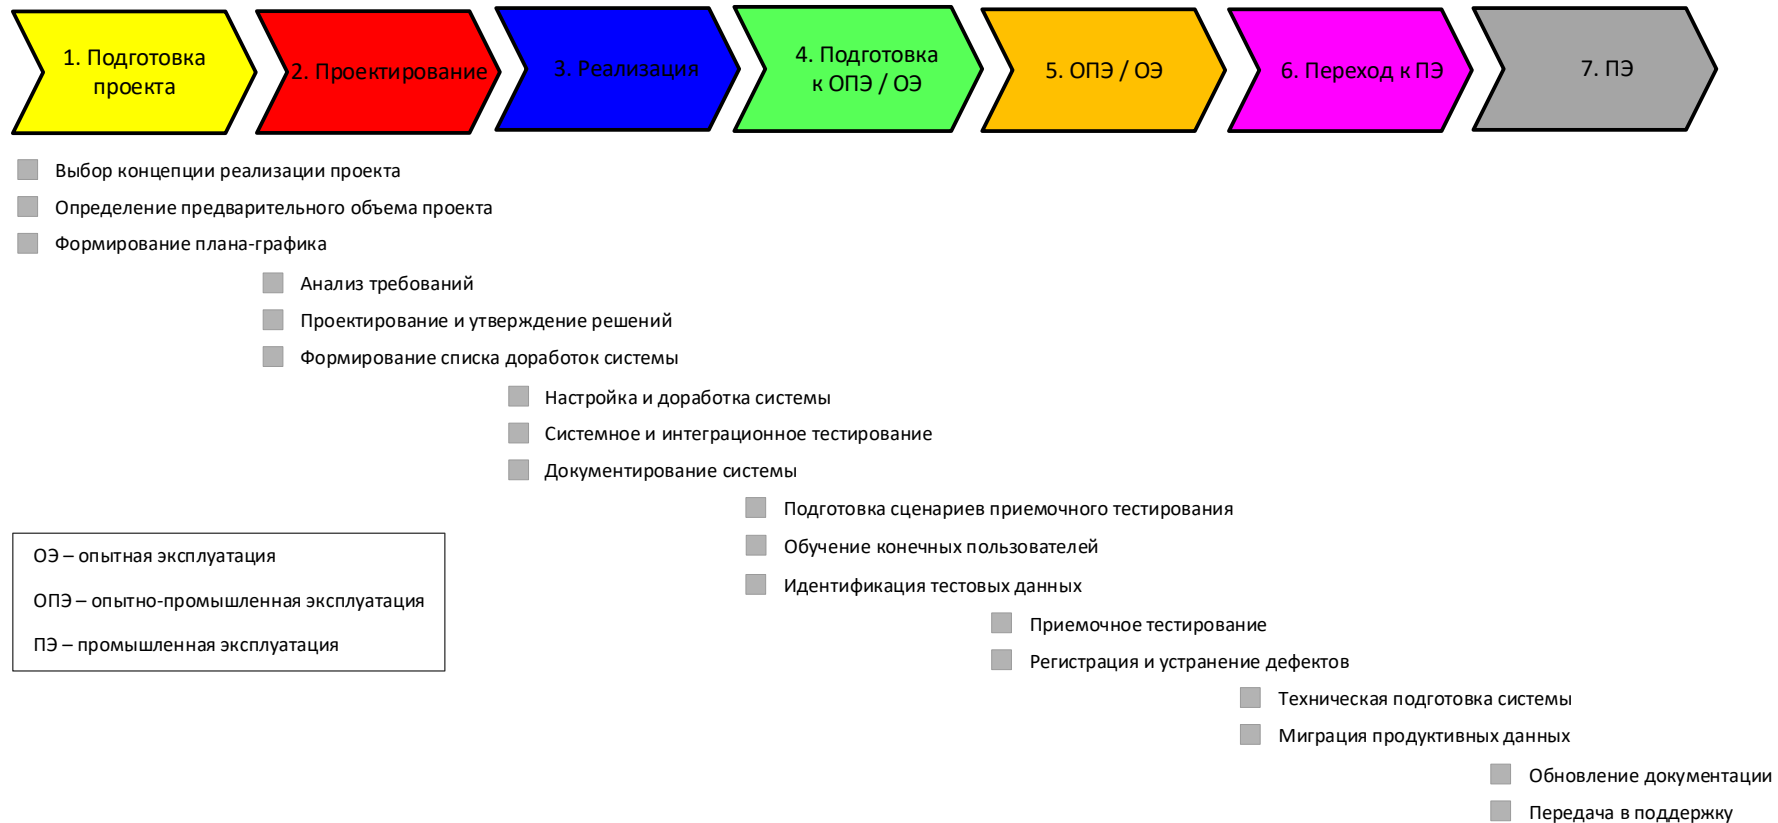 1. Подготовка
проекта
2. Проектирование
3. Реализация
4. Подготовка
к ОПЭ / ОЭ
5. ОПЭ / ОЭ
6. Переход к ПЭ
7. ПЭ
Выбор концепции реализации проекта
Определение предварительного объема проекта
Формирование плана-графика
Анализ требований
Проектирование и утверждение решений
Формирование списка доработок системы
Настройка и доработка системы
Системное и интеграционное тестирование
Документирование системы
Подготовка сценариев приемочного тестирования
Обучение конечных пользователей
Идентификация тестовых данных
ОЭ – опытная эксплуатация
ОПЭ – опытно-промышленная эксплуатация
ПЭ – промышленная эксплуатация
Приемочное тестирование
Регистрация и устранение дефектов
Техническая подготовка системы
Миграция продуктивных данных
Обновление документации
Передача в поддержку